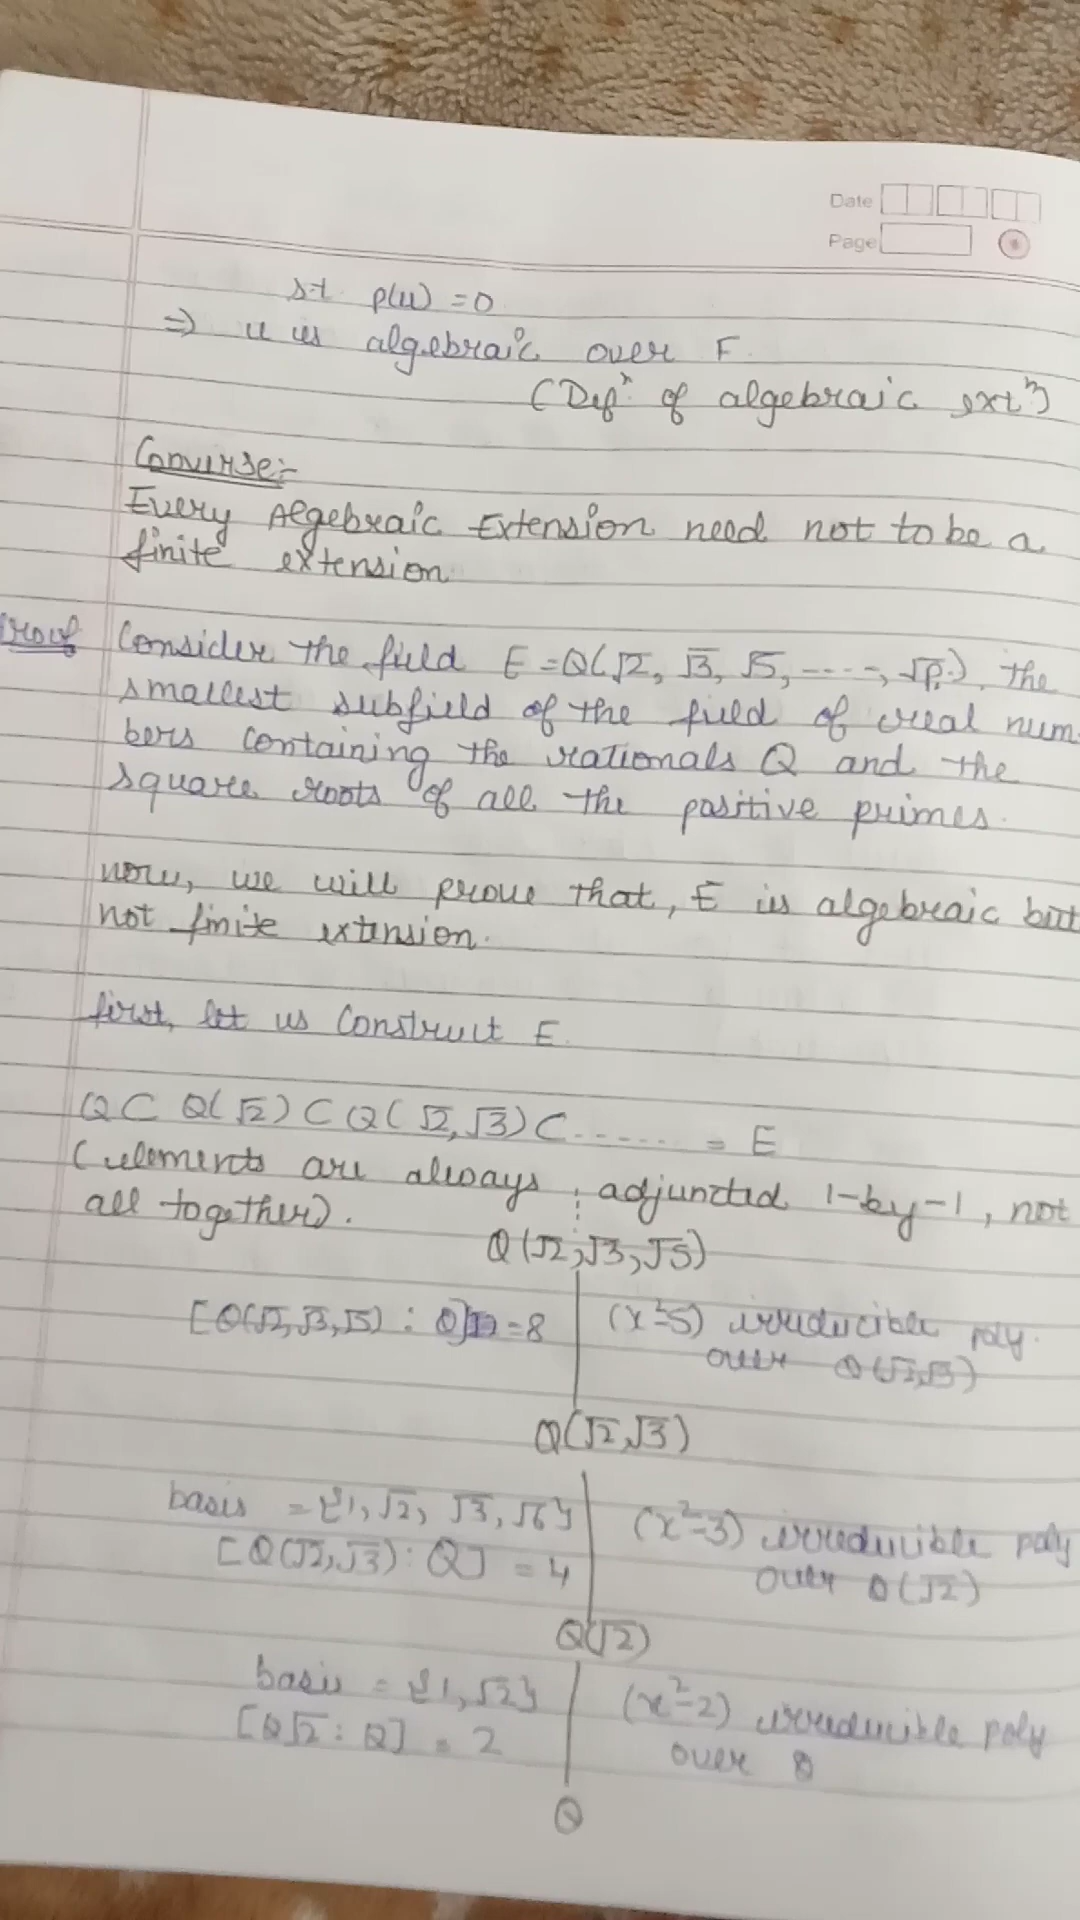 Date
Page
s.t. p(u) = 0
⇒ u is algebraic over F.
(Defⁿ of algebraic extⁿ)
Converse:-
Every Algebraic Extension need not to be a
finite extension.
Proof Consider the field E = Q(√2, √3, √5, ----, √p..), the
smallest subfield of the field of real num-
bers containing the rationals Q and the
square roots of all the positive primes.
now, we will prove that, E is algebraic but
not finite extension.
first, let us construct E.
Q ⊂ Q(√2) ⊂ Q(√2, √3) ⊂ ...... = E
(elements are always adjuncted 1-by-1, not
all together).
Q(√2, √3, √5)
[Q(√2, √3, √5) : Q] = 8 (x²-5) irreducible poly.
over Q(√2, √3)
Q(√2, √3)
basis = {1, √2, √3, √6} (x²-3) irreducible poly
[Q(√2, √3) : Q] = 4 over Q(√2)
Q(√2)
basis = {1, √2} (x²-2) irreducible poly
[Q√2 : Q] = 2 over Q
Q